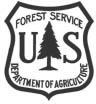 FOREST SERVICE
U S
DEPARTMENT OF AGRICULTURE